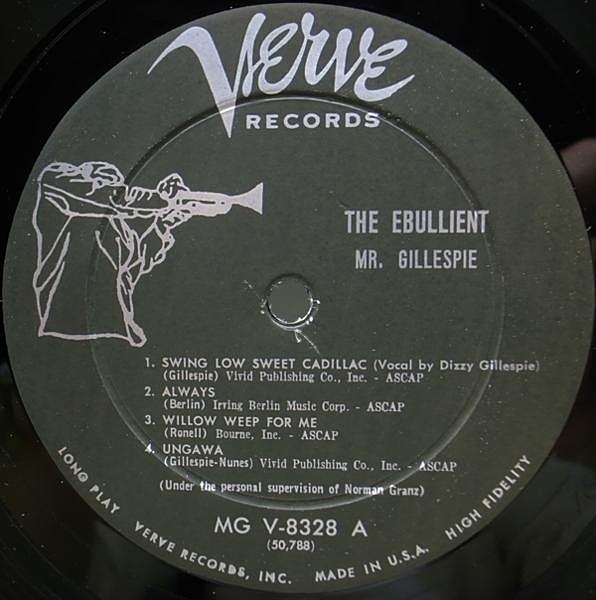 Verve
RECORDS
THE EBULLIENT
MR. GILLESPIE
1. SWING LOW SWEET CADILLAC (Vocal by Dizzy Gillespie)
(Gillespie) Vivid Publishing Co., Inc. - ASCAP
2. ALWAYS
(Berlin) Irving Berlin Music Corp. - ASCAP
3. WILLOW WEEP FOR ME
(Ronell) Bourne, Inc. - ASCAP
4. UNGAWA
(Gillespie-Nunes) Vivid Publishing Co., Inc. - ASCAP
(Under the personal supervision of Norman Granz)
MG V-8328 A
(50,788)
LONG PLAY VERVE RECORDS, INC. MADE IN U.S.A. HIGH FIDELITY